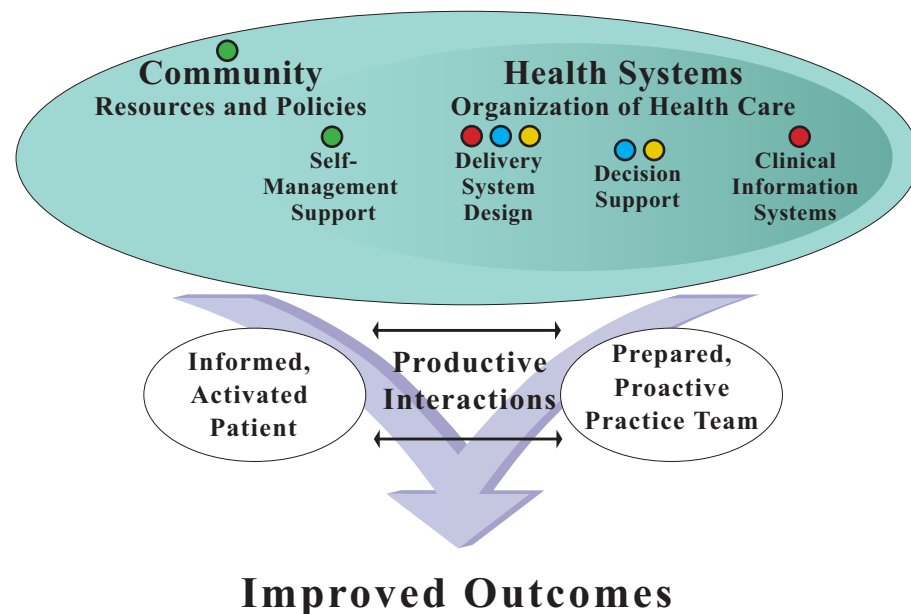 Community
Resources and Policies
Health Systems
Organization of Health Care
Self-
Management
Support
Delivery
System
Design
Decision
Support
Clinical
Information
Systems
Informed,
Activated
Patient
Productive
Interactions
Prepared,
Proactive
Practice Team
Improved Outcomes